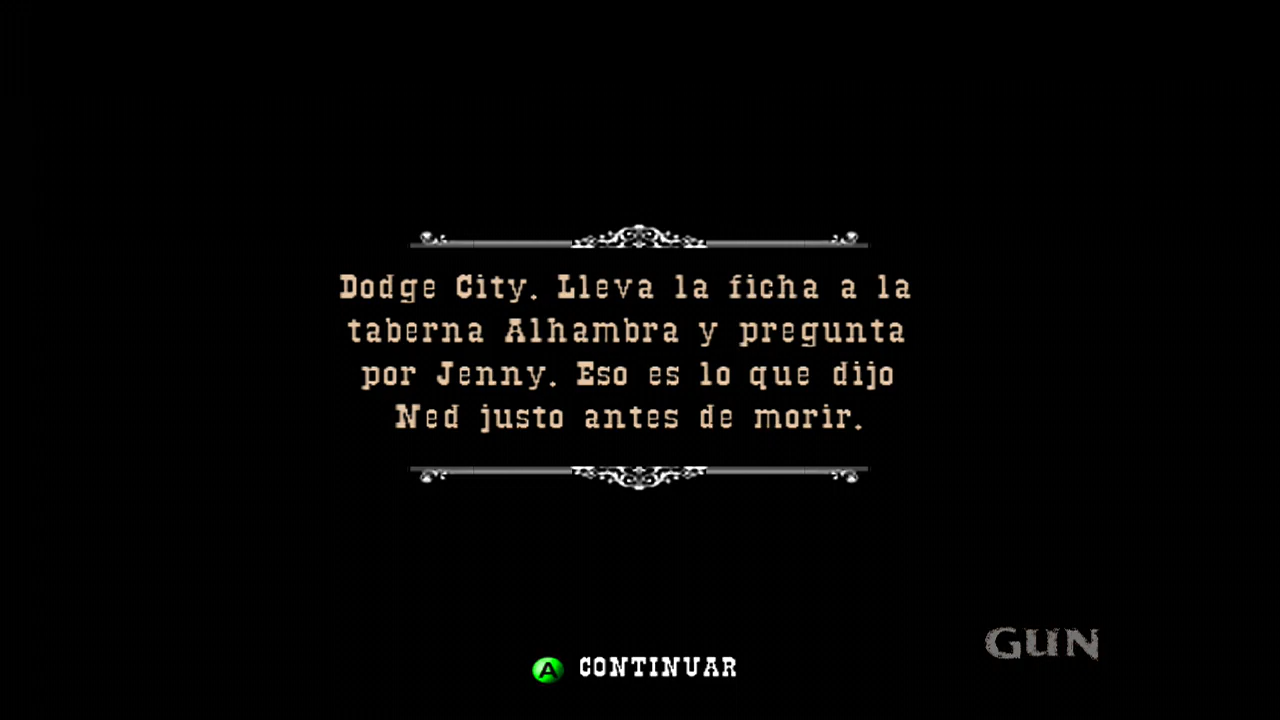 Dodge City. Lleva la ficha a la
taberna Alhambra y pregunta
por Jenny. Eso es lo que dijo
Ned justo antes de morir.
GUN
A CONTINUAR